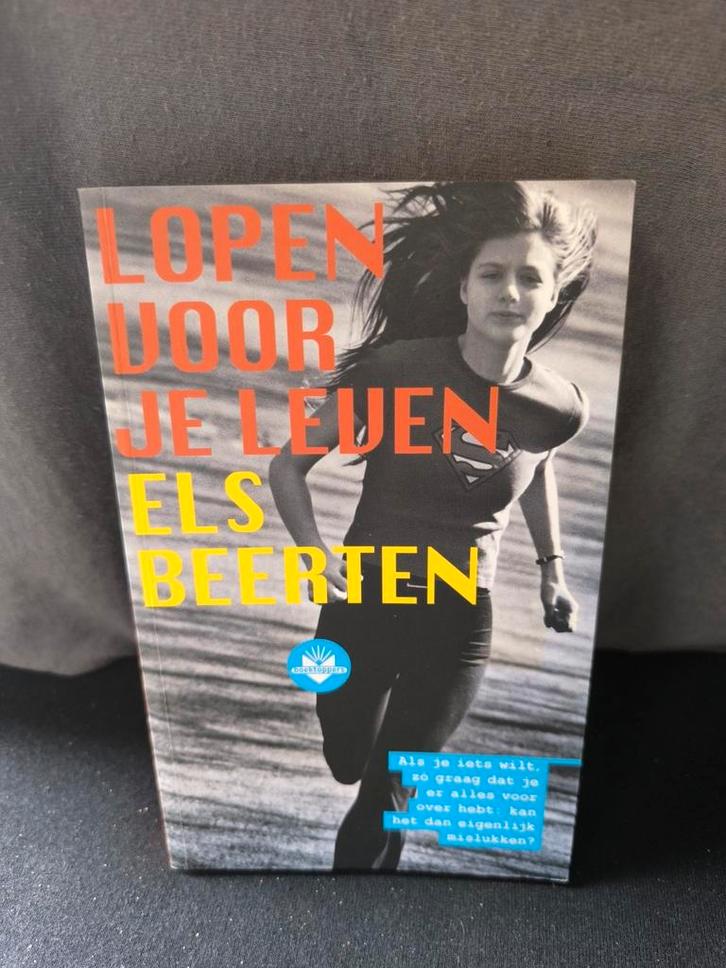 LOPEN
VOOR
JE LEVEN
ELS
BEERTEN
boektoppers
Als je iets wilt,
zó graag dat je
er alles voor
over hebt: kan
het dan eigenlijk
mislukken?